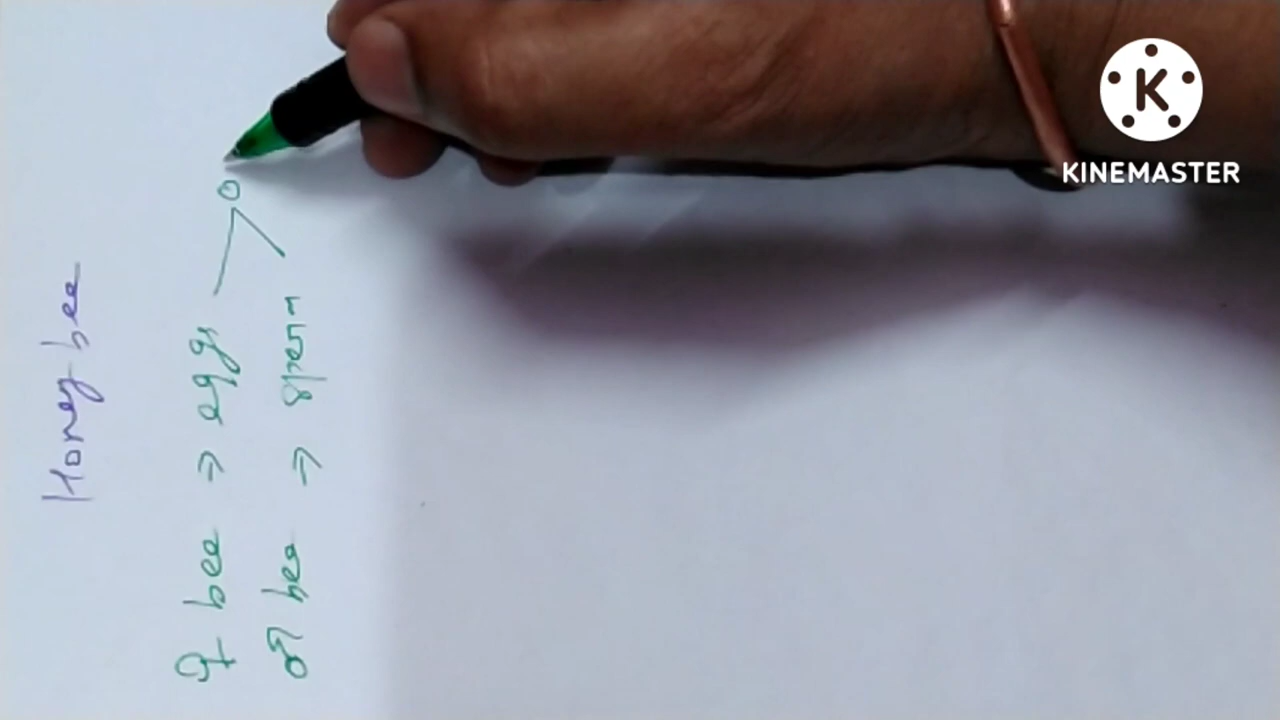 Honey bee
♀ bee ⇒ eggs
♂ bee ⇒ sperm
K
KINEMASTER